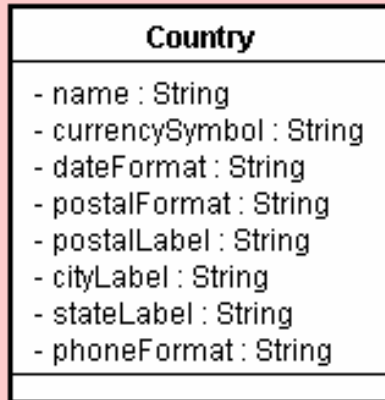 Country
- name : String
- currencySymbol : String
- dateFormat : String
- postalFormat : String
- postalLabel : String
- cityLabel : String
- stateLabel : String
- phoneFormat : String